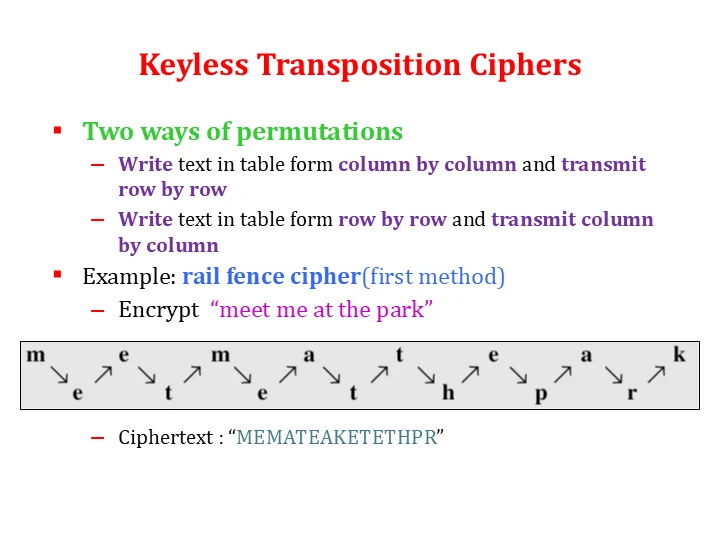 Keyless Transposition Ciphers
▪ Two ways of permutations
– Write text in table form column by column and transmit
row by row
– Write text in table form row by row and transmit column
by column
▪ Example: rail fence cipher(first method)
– Encrypt “meet me at the park”
m e m a t e a k
e t e t h p r
– Ciphertext : “MEMATEAKETETHPR”